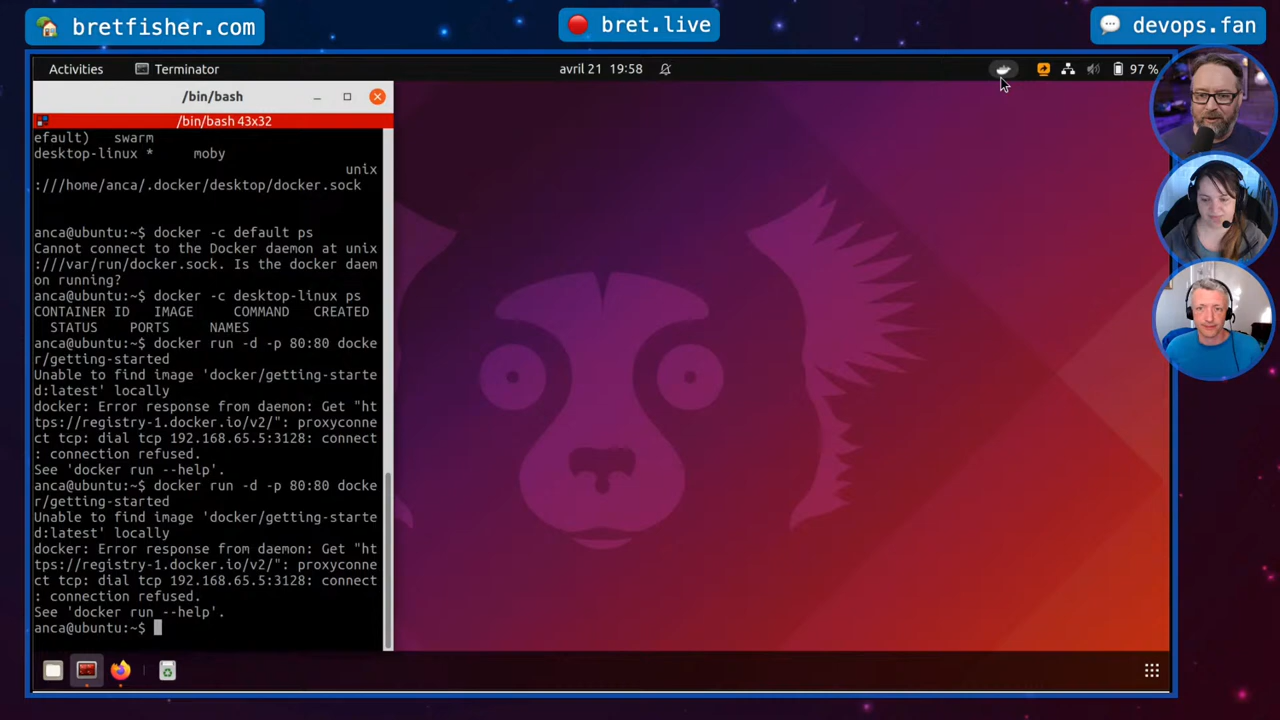 bretfisher.com
bret.live
devops.fan
Activities
Terminator
avril 21 19:58
97 %
/bin/bash
/bin/bash 43x32
efault)   swarm
desktop-linux *     moby
unix
:///home/anca/.docker/desktop/docker.sock
anca@ubuntu:~$ docker -c default ps
Cannot connect to the Docker daemon at unix
:///var/run/docker.sock. Is the docker daem
on running?
anca@ubuntu:~$ docker -c desktop-linux ps
CONTAINER ID   IMAGE     COMMAND   CREATED
  STATUS    PORTS     NAMES
anca@ubuntu:~$ docker run -d -p 80:80 docke
r/getting-started
Unable to find image 'docker/getting-starte
d:latest' locally
docker: Error response from daemon: Get "ht
tps://registry-1.docker.io/v2/": proxyconne
ct tcp: dial tcp 192.168.65.5:3128: connect
: connection refused.
See 'docker run --help'.
anca@ubuntu:~$ docker run -d -p 80:80 docke
r/getting-started
Unable to find image 'docker/getting-starte
d:latest' locally
docker: Error response from daemon: Get "ht
tps://registry-1.docker.io/v2/": proxyconne
ct tcp: dial tcp 192.168.65.5:3128: connect
: connection refused.
See 'docker run --help'.
anca@ubuntu:~$